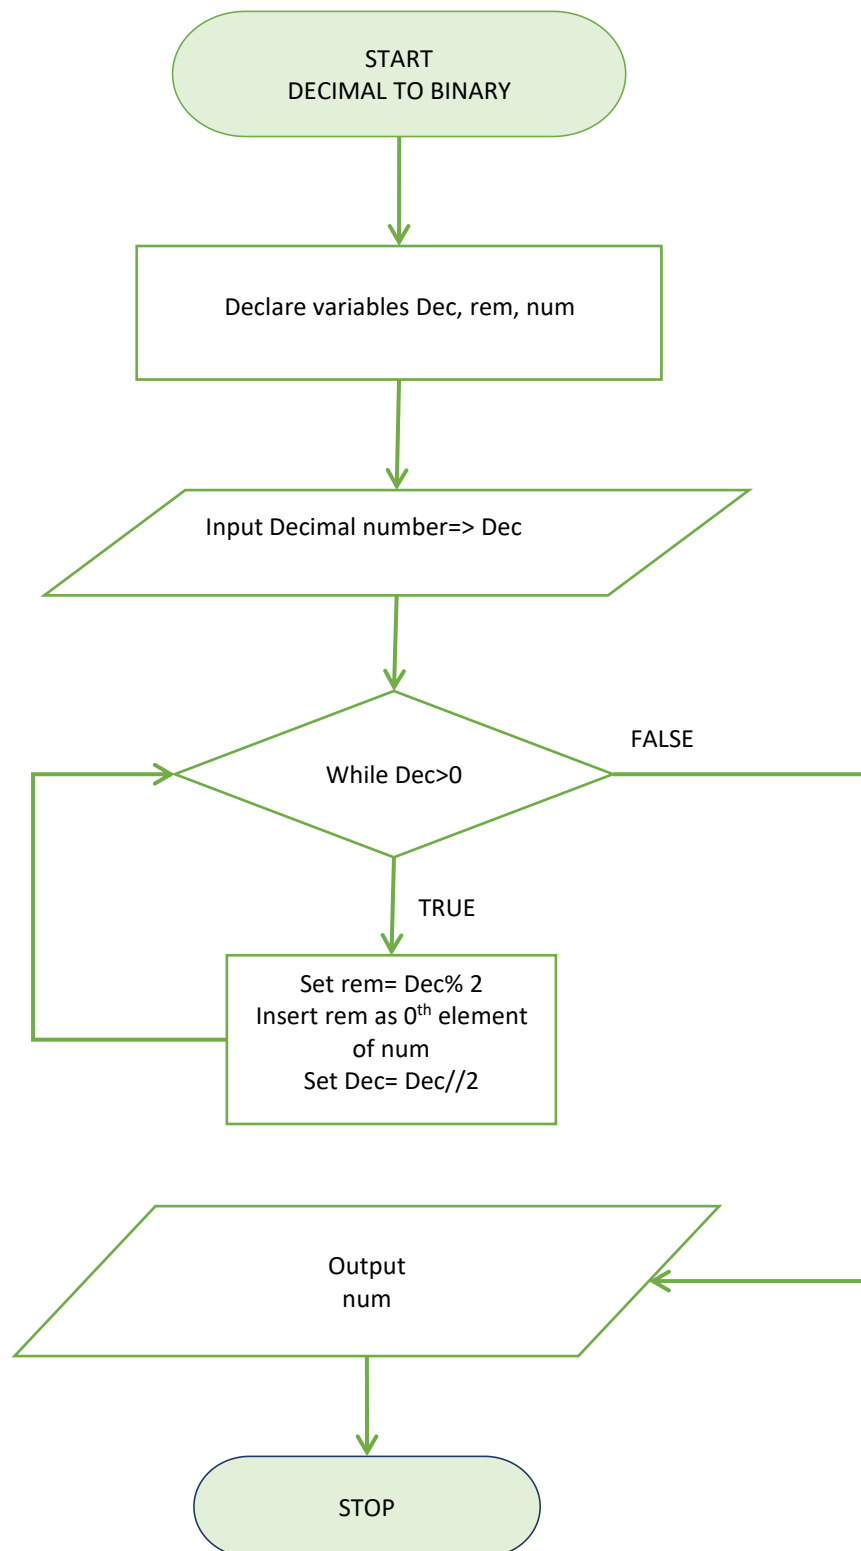 START
DECIMAL TO BINARY
Declare variables Dec, rem, num
Input Decimal number=> Dec
While Dec>0
FALSE
TRUE
Set rem= Dec% 2
Insert rem as 0th element
of num
Set Dec= Dec//2
Output
num
STOP